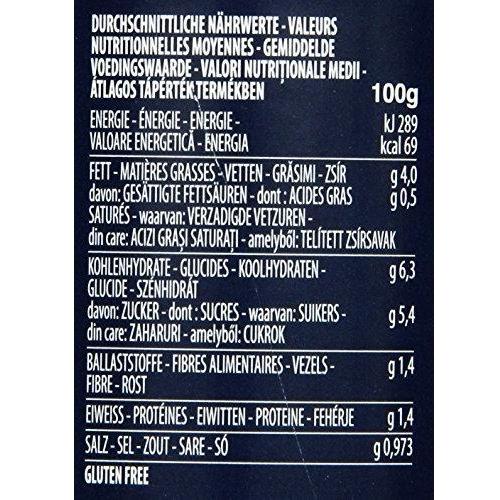 DURCHSCHNITTLICHE NÄHRWERTE - VALEURS
NUTRITIONNELLES MOYENNES - GEMIDDELDE
VOEDINGSWAARDE - VALORI NUTRIŢIONALE MEDII -
ÁTLAGOS TÁPÉRTÉK TERMÉKBEN 100g
ENERGIE - ÉNERGIE - ENERGIE - kJ 289
VALOARE ENERGETICĂ - ENERGIA kcal 69
FETT - MATIÈRES GRASSES - VETTEN - GRĂSIMI - ZSÍR g 4,0
davon: GESÄTTIGTE FETTSÄUREN - dont : ACIDES GRAS g 0,5
SATURÉS - waarvan: VERZADIGDE VETZUREN -
din care: ACIZI GRAŞI SATURAŢI - amelyből: TELÍTETT ZSÍRSAVAK
KOHLENHYDRATE - GLUCIDES - KOOLHYDRATEN - g 6,3
GLUCIDE - SZÉNHIDRÁT
davon: ZUCKER - dont : SUCRES - waarvan: SUIKERS - g 5,4
din care: ZAHARURI - amelyből: CUKROK
BALLASTSTOFFE - FIBRES ALIMENTAIRES - VEZELS - g 1,4
FIBRE - ROST
EIWEISS - PROTÉINES - EIWITTEN - PROTEINE - FEHÉRJE g 1,4
SALZ - SEL - ZOUT - SARE - SÓ g 0,973
GLUTEN FREE